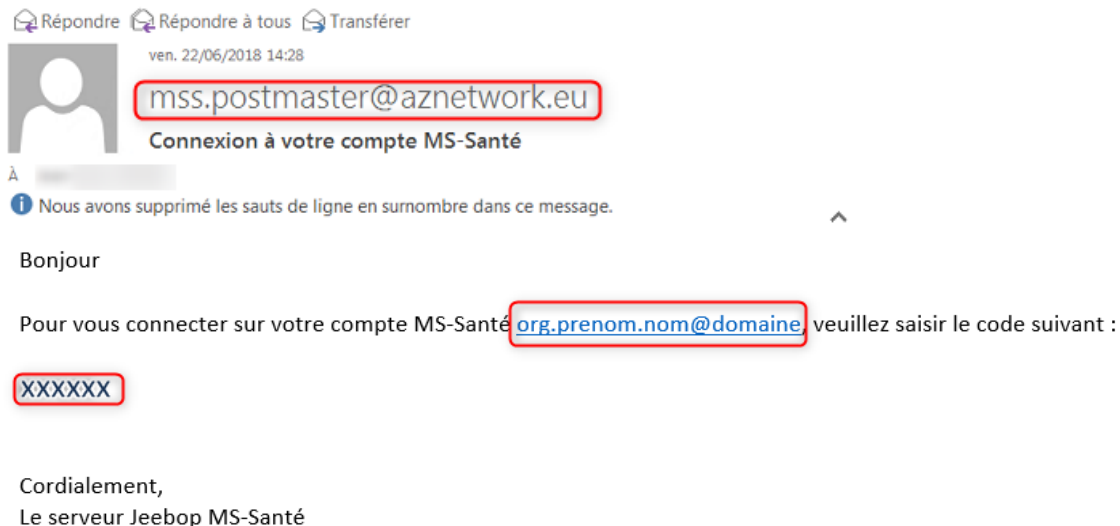 Répondre Répondre à tous Transférer
ven. 22/06/2018 14:28
mss.postmaster@aznetwork.eu
Connexion à votre compte MS-Santé
À
Nous avons supprimé les sauts de ligne en surnombre dans ce message.
Bonjour
Pour vous connecter sur votre compte MS-Santé org.prenom.nom@domaine, veuillez saisir le code suivant :
XXXXXX
Cordialement,
Le serveur Jeebop MS-Santé